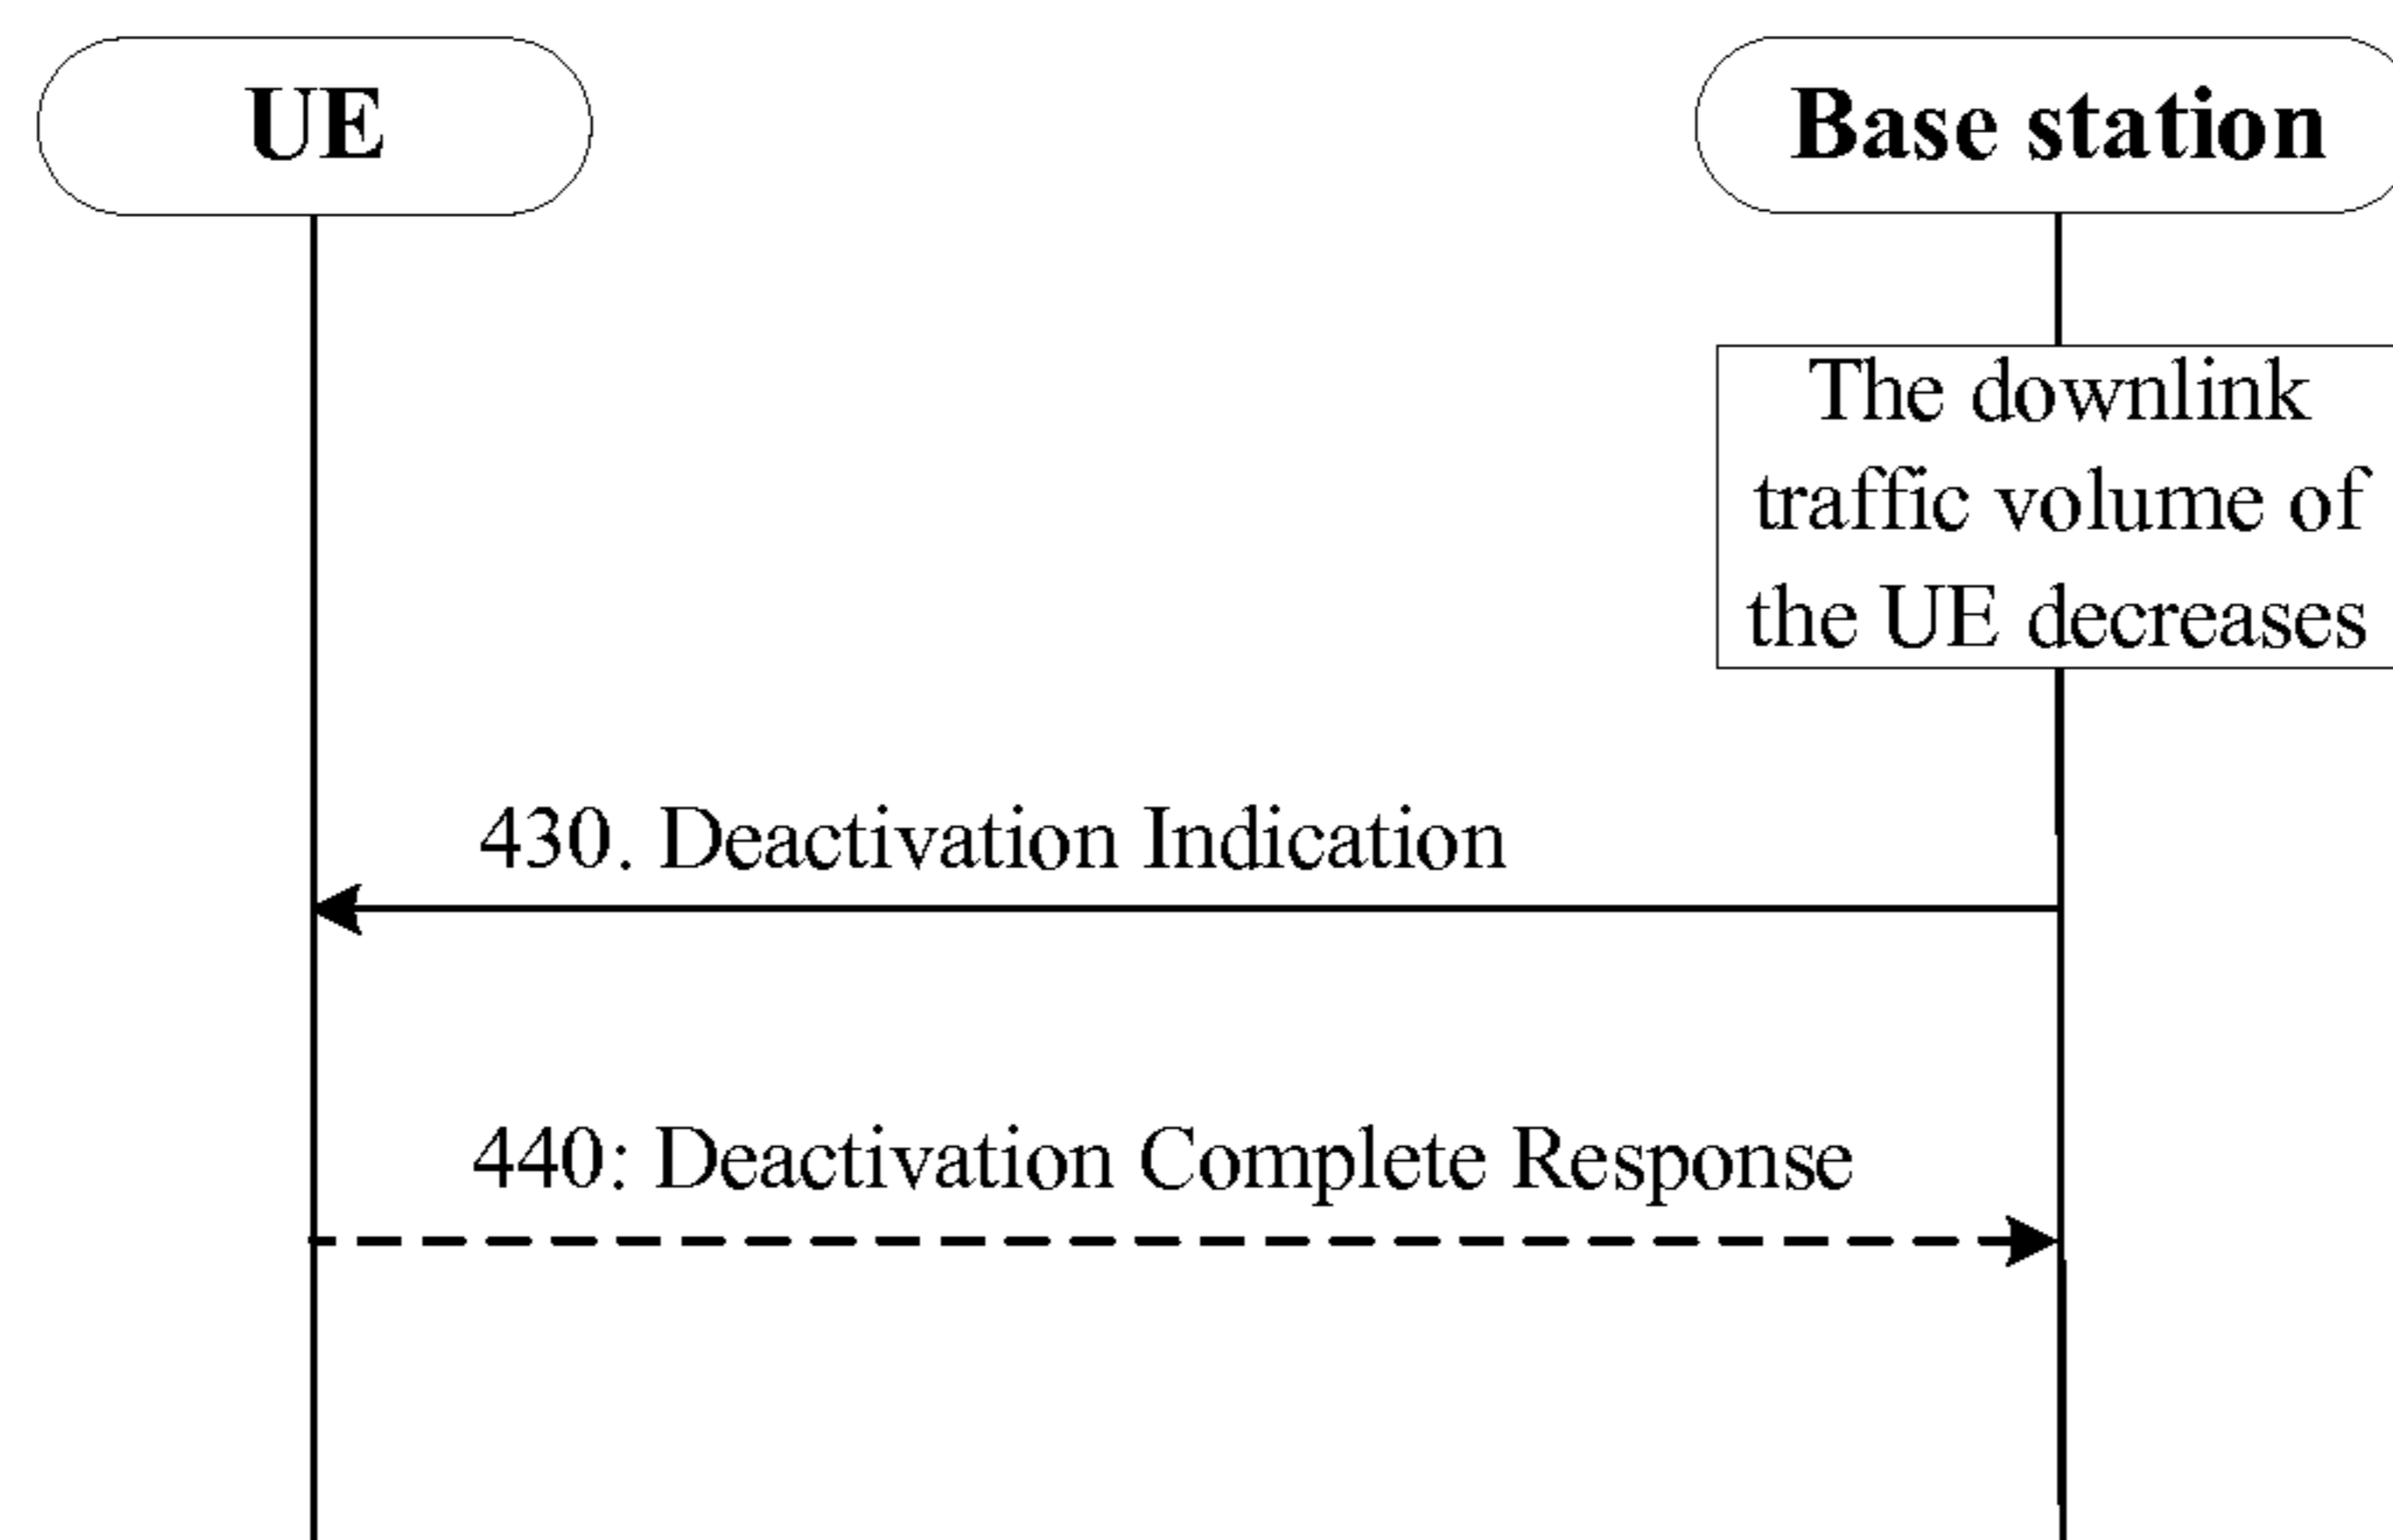 UE
Base station
The downlink
traffic volume of
the UE decreases
430. Deactivation Indication
440: Deactivation Complete Response